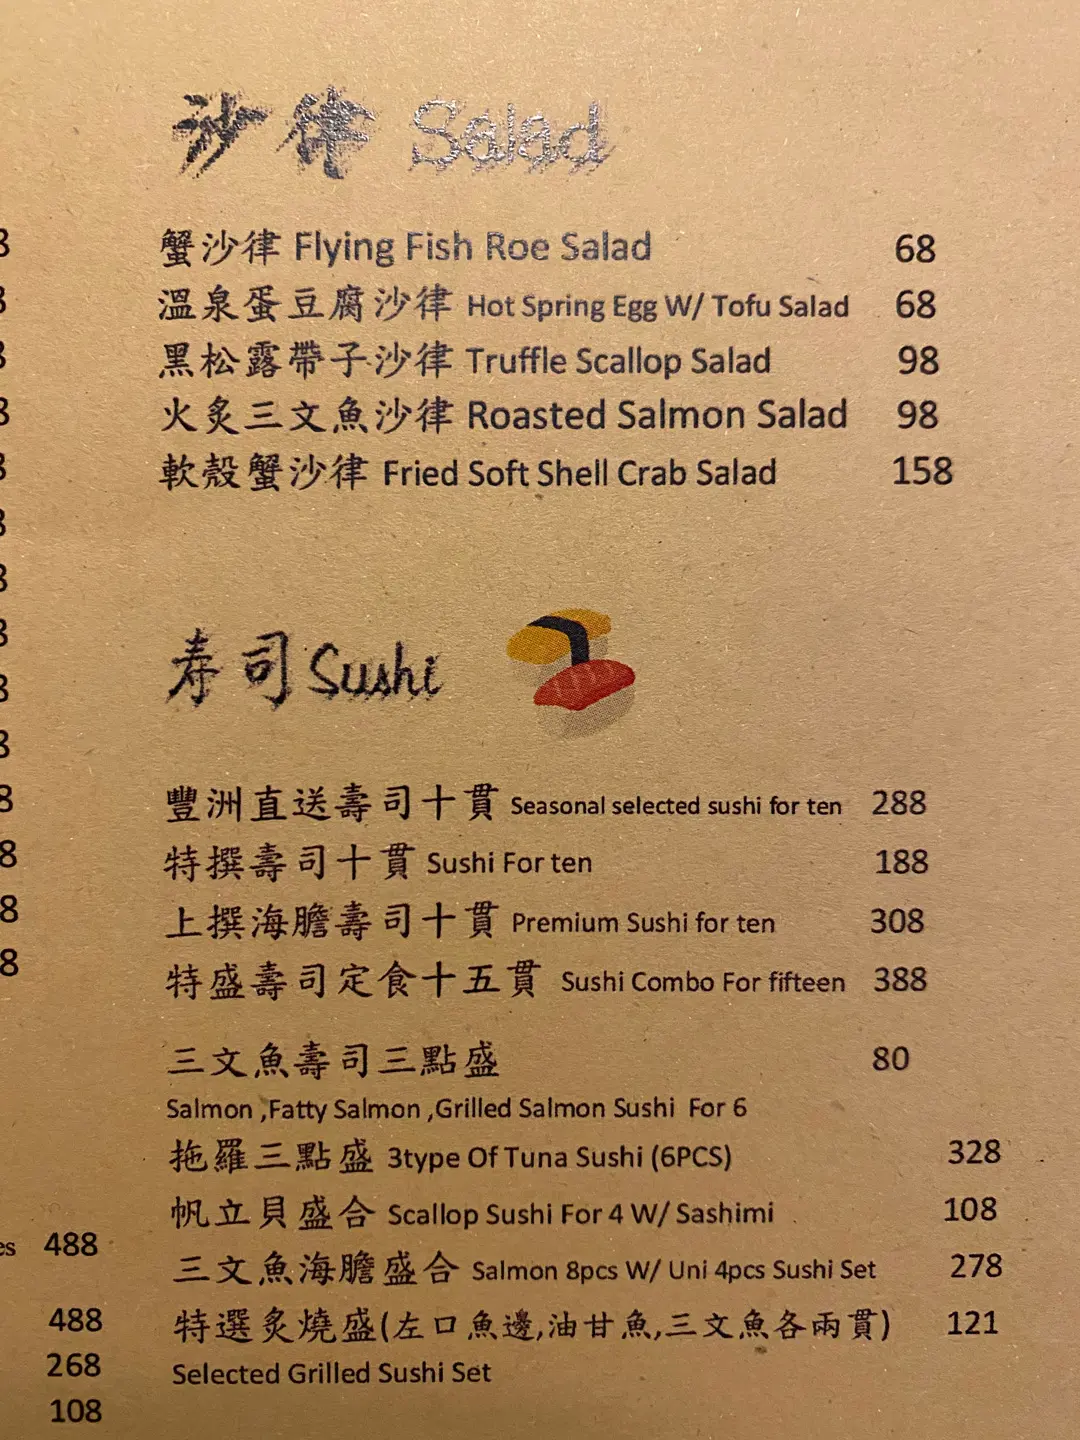 沙律 Salad
蟹沙律 Flying Fish Roe Salad 68
溫泉蛋豆腐沙律 Hot Spring Egg W/ Tofu Salad 68
黑松露帶子沙律 Truffle Scallop Salad 98
火炙三文魚沙律 Roasted Salmon Salad 98
軟殼蟹沙律 Fried Soft Shell Crab Salad 158
寿司 Sushi
豐洲直送壽司十貫 Seasonal selected sushi for ten 288
特撰壽司十貫 Sushi For ten 188
上撰海膽壽司十貫 Premium Sushi for ten 308
特盛壽司定食十五貫 Sushi Combo For fifteen 388
三文魚壽司三點盛 80
Salmon ,Fatty Salmon ,Grilled Salmon Sushi For 6
拖羅三點盛 3type Of Tuna Sushi (6PCS) 328
帆立貝盛合 Scallop Sushi For 4 W/ Sashimi 108
三文魚海膽盛合 Salmon 8pcs W/ Uni 4pcs Sushi Set 278
特選炙燒盛(左口魚邊,油甘魚,三文魚各兩貫) 121
Selected Grilled Sushi Set
488
488
268
108